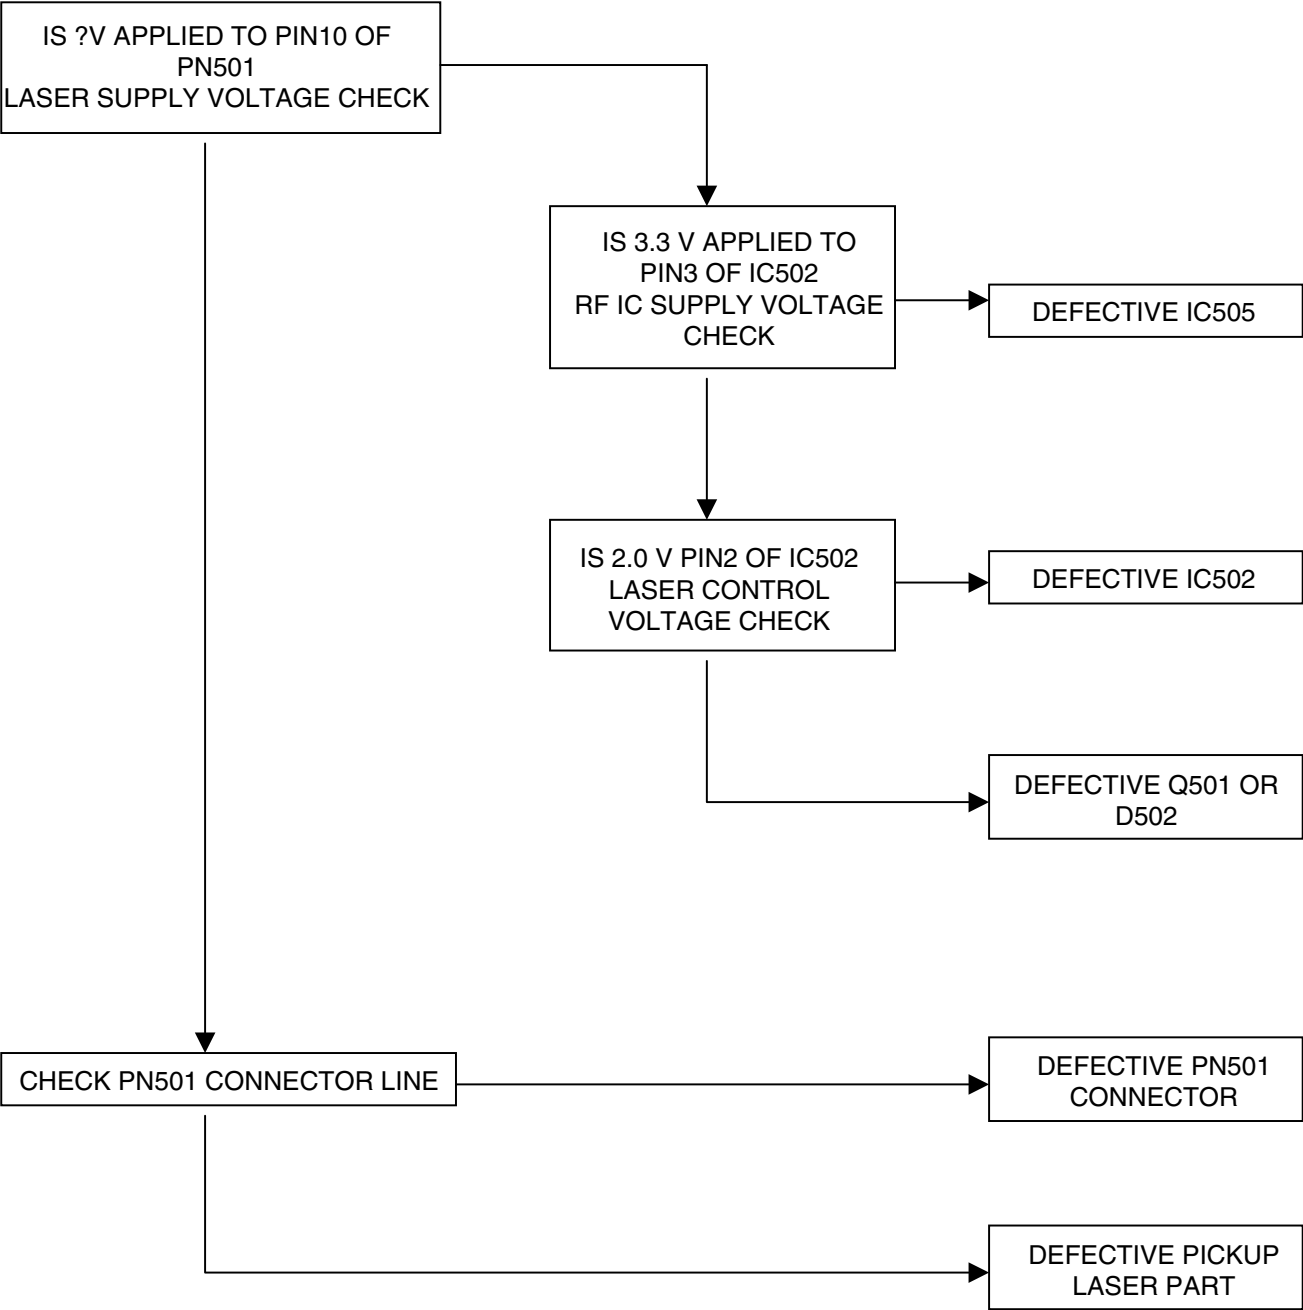 IS ?V APPLIED TO PIN10 OF
PN501
LASER SUPPLY VOLTAGE CHECK
IS 3.3 V APPLIED TO
PIN3 OF IC502
RF IC SUPPLY VOLTAGE
CHECK
DEFECTIVE IC505
IS 2.0 V PIN2 OF IC502
LASER CONTROL
VOLTAGE CHECK
DEFECTIVE IC502
DEFECTIVE Q501 OR
D502
CHECK PN501 CONNECTOR LINE
DEFECTIVE PN501
CONNECTOR
DEFECTIVE PICKUP
LASER PART